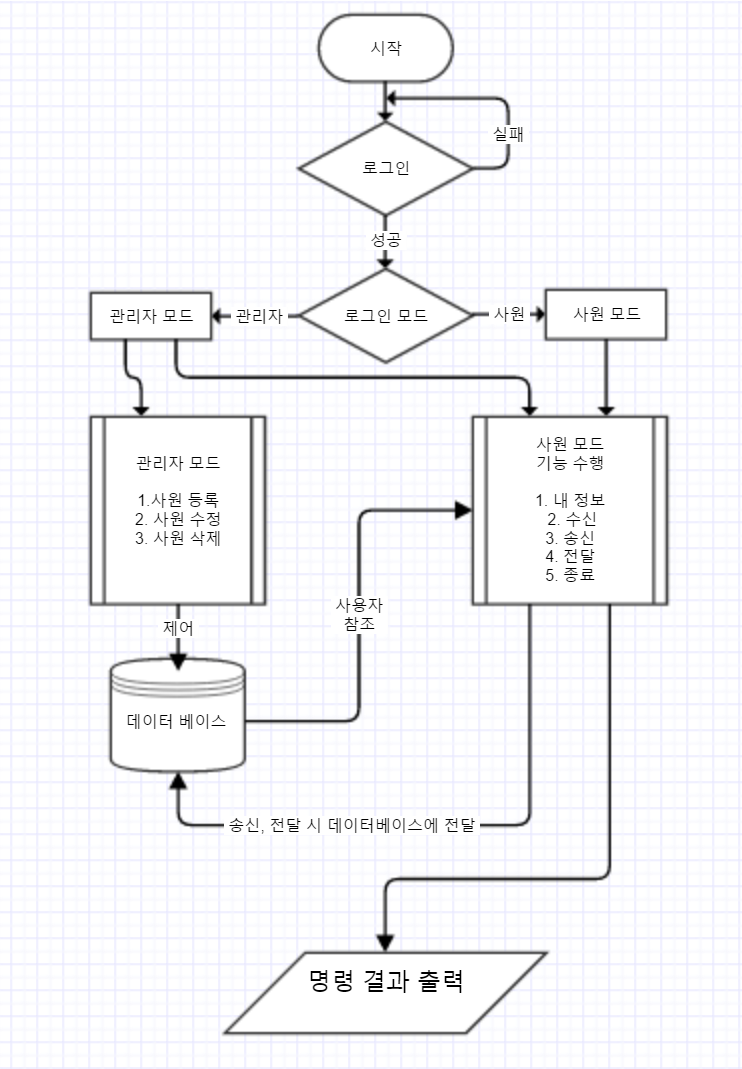 시작
실패
로그인
성공
관리자 모드
관리자
로그인 모드
사원
사원 모드
관리자 모드
1.사원 등록
2. 사원 수정
3. 사원 삭제
사원 모드
기능 수행
1. 내 정보
2. 수신
3. 송신
4. 전달
5. 종료
사용자
참조
제어
데이터 베이스
송신, 전달 시 데이터베이스에 전달
명령 결과 출력